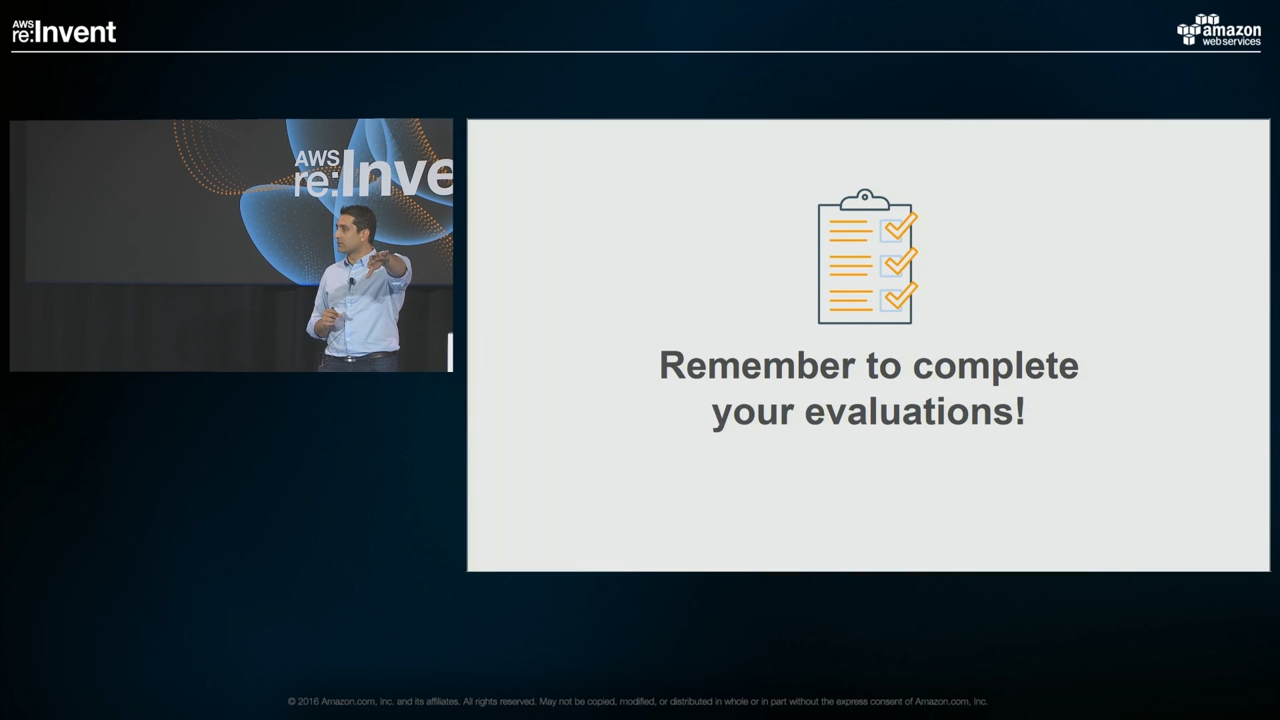 AWS
re:Invent
amazon
webservices
AWS
re:Inve
Remember to complete
your evaluations!
© 2016 Amazon.com, Inc. and its affiliates. All rights reserved. May not be copied, modified, or distributed in whole or in part without the express consent of Amazon.com, Inc.